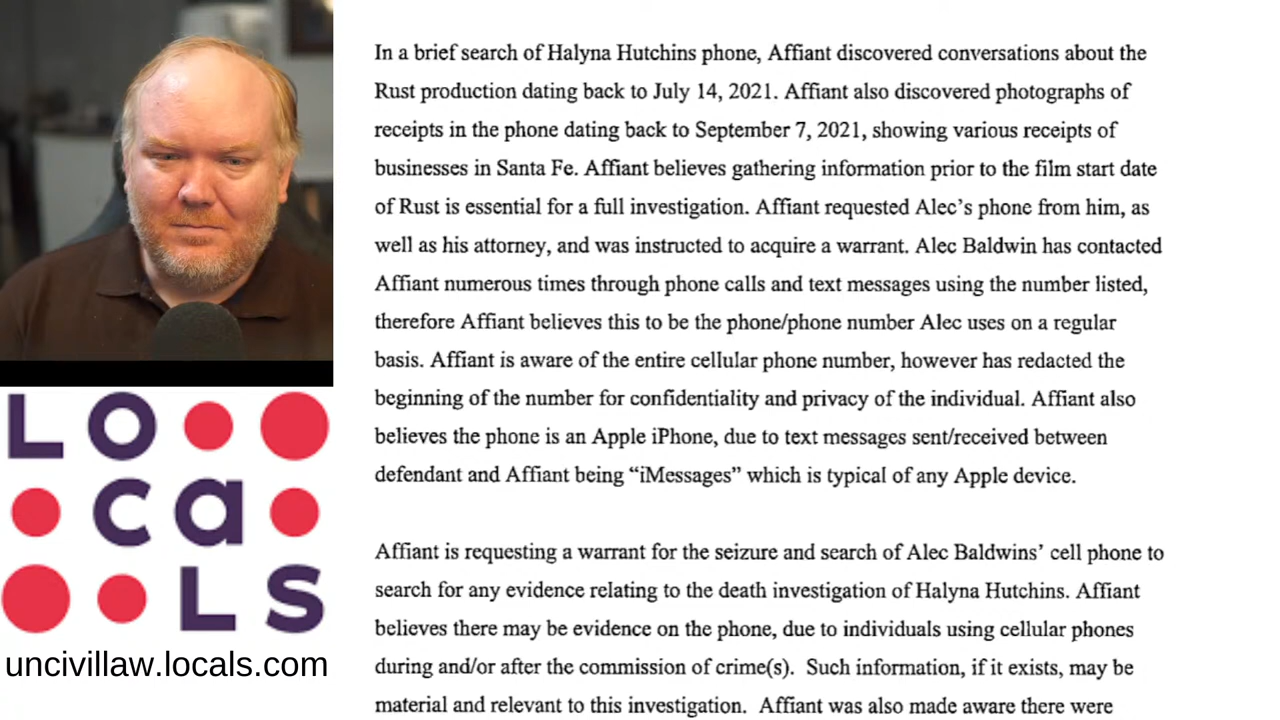 In a brief search of Halyna Hutchins phone, Affiant discovered conversations about the
Rust production dating back to July 14, 2021. Affiant also discovered photographs of
receipts in the phone dating back to September 7, 2021, showing various receipts of
businesses in Santa Fe. Affiant believes gathering information prior to the film start date
of Rust is essential for a full investigation. Affiant requested Alec’s phone from him, as
well as his attorney, and was instructed to acquire a warrant. Alec Baldwin has contacted
Affiant numerous times through phone calls and text messages using the number listed,
therefore Affiant believes this to be the phone/phone number Alec uses on a regular
basis. Affiant is aware of the entire cellular phone number, however has redacted the
beginning of the number for confidentiality and privacy of the individual. Affiant also
believes the phone is an Apple iPhone, due to text messages sent/received between
defendant and Affiant being “iMessages” which is typical of any Apple device.
Affiant is requesting a warrant for the seizure and search of Alec Baldwins’ cell phone to
search for any evidence relating to the death investigation of Halyna Hutchins. Affiant
believes there may be evidence on the phone, due to individuals using cellular phones
during and/or after the commission of crime(s). Such information, if it exists, may be
material and relevant to this investigation. Affiant was also made aware there were
LO
ca
LS
uncivillaw.locals.com